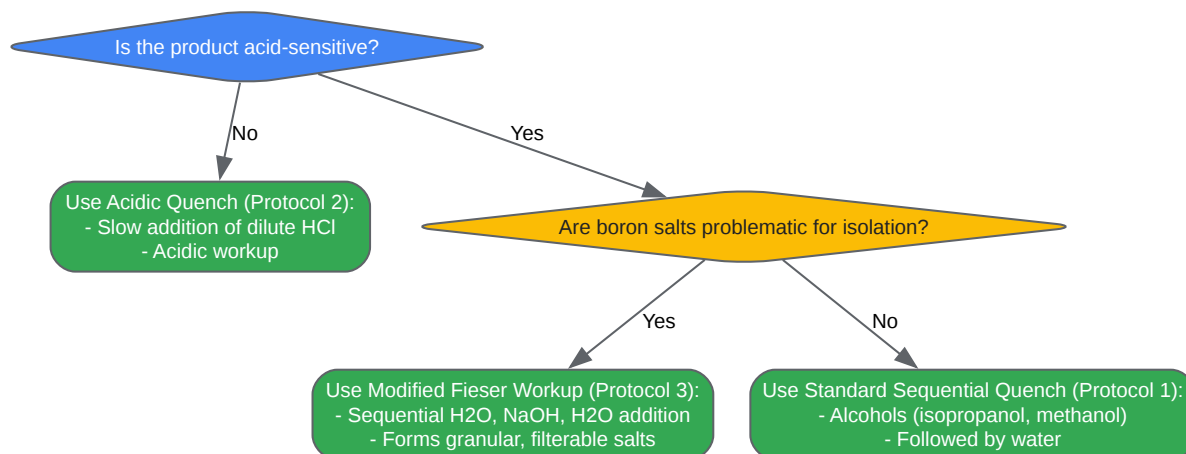 Is the product acid-sensitive?
No
Yes
Use Acidic Quench (Protocol 2):
- Slow addition of dilute HCl
- Acidic workup
Are boron salts problematic for isolation?
Yes
No
Use Modified Fieser Workup (Protocol 3):
- Sequential H2O, NaOH, H2O addition
- Forms granular, filterable salts
Use Standard Sequential Quench (Protocol 1):
- Alcohols (isopropanol, methanol)
- Followed by water